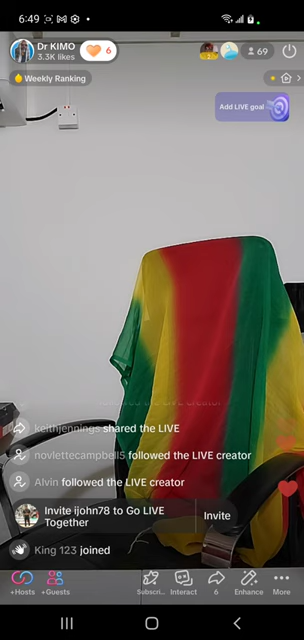 6:49
Dr KIMO
3.3K likes
6
69
Weekly Ranking
Add LIVE goal
keithjennings shared the LIVE
novlettecampbell5 followed the LIVE creator
Alvin followed the LIVE creator
Invite ijohn78 to Go LIVE
Together
Invite
King 123 joined
+Hosts
+Guests
Subscri...
Interact
6
Enhance
More